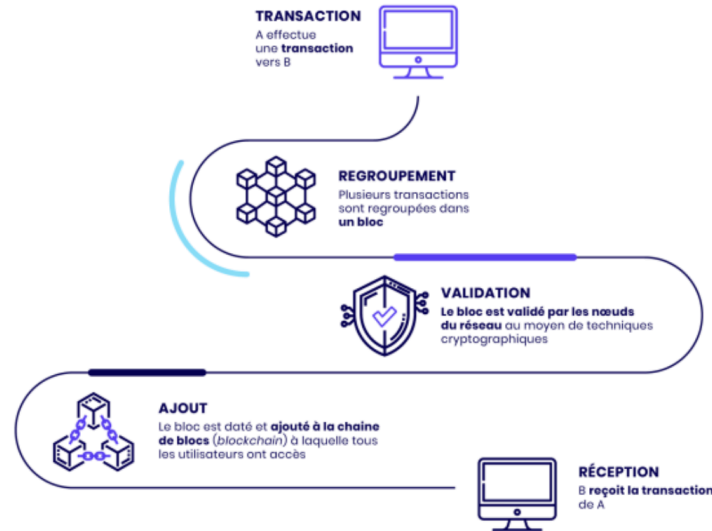 TRANSACTION
A effectue
une transaction
vers B
REGROUPEMENT
Plusieurs transactions
sont regroupées dans
un bloc
VALIDATION
Le bloc est validé par les nœuds
du réseau au moyen de techniques
cryptographiques
AJOUT
Le bloc est daté et ajouté à la chaine
de blocs (blockchain) à laquelle tous
les utilisateurs ont accès
RÉCEPTION
B reçoit la transaction
de A